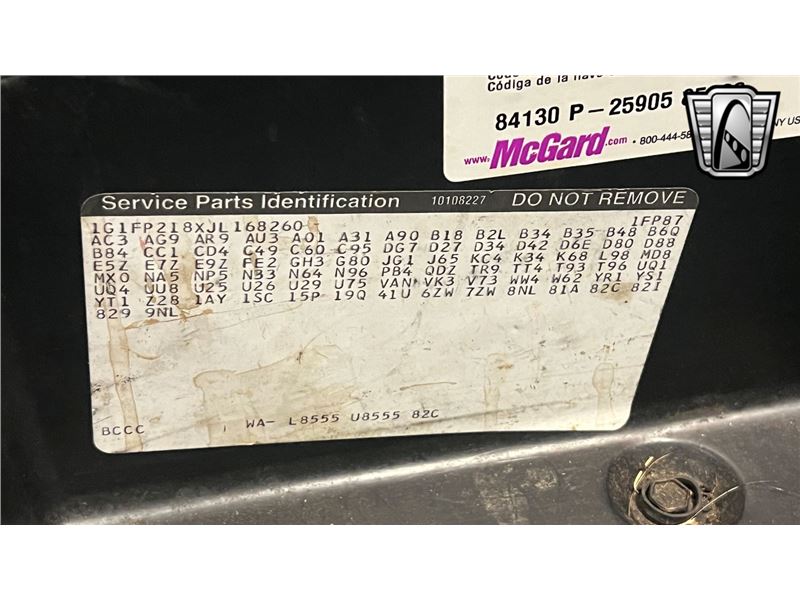 Códiga de la llave
84130 P-25905
www.McGard.com • 800-444-58
NY US
Service Parts Identification 10108227 DO NOT REMOVE
1G1FP218XJL168260 1FP87
AC3 AG9 AR9 AU3 A01 A31 A90 B18 B2L B34 B35 B48 B6Q
B84 CC1 CD4 C49 C60 C95 DG7 D27 D34 D42 D6E D80 D88
E5Z E7Z E97 FE2 GH3 G80 JG1 J65 KC4 K34 K68 L98 MD8
MX0 NA5 NP5 N33 N64 N96 PB4 QDZ TR9 TT4 T93 T96 UQ1
UQ4 UU8 U25 U26 U29 U75 VAN VK3 V73 WW4 W62 YR1 YS1
YT1 Z28 1AY 1SC 15P 19Q 41U 6ZW 7ZW 8NL 81A 82C 82I
829 9NL
BCCC WA- L8555 U8555 82C